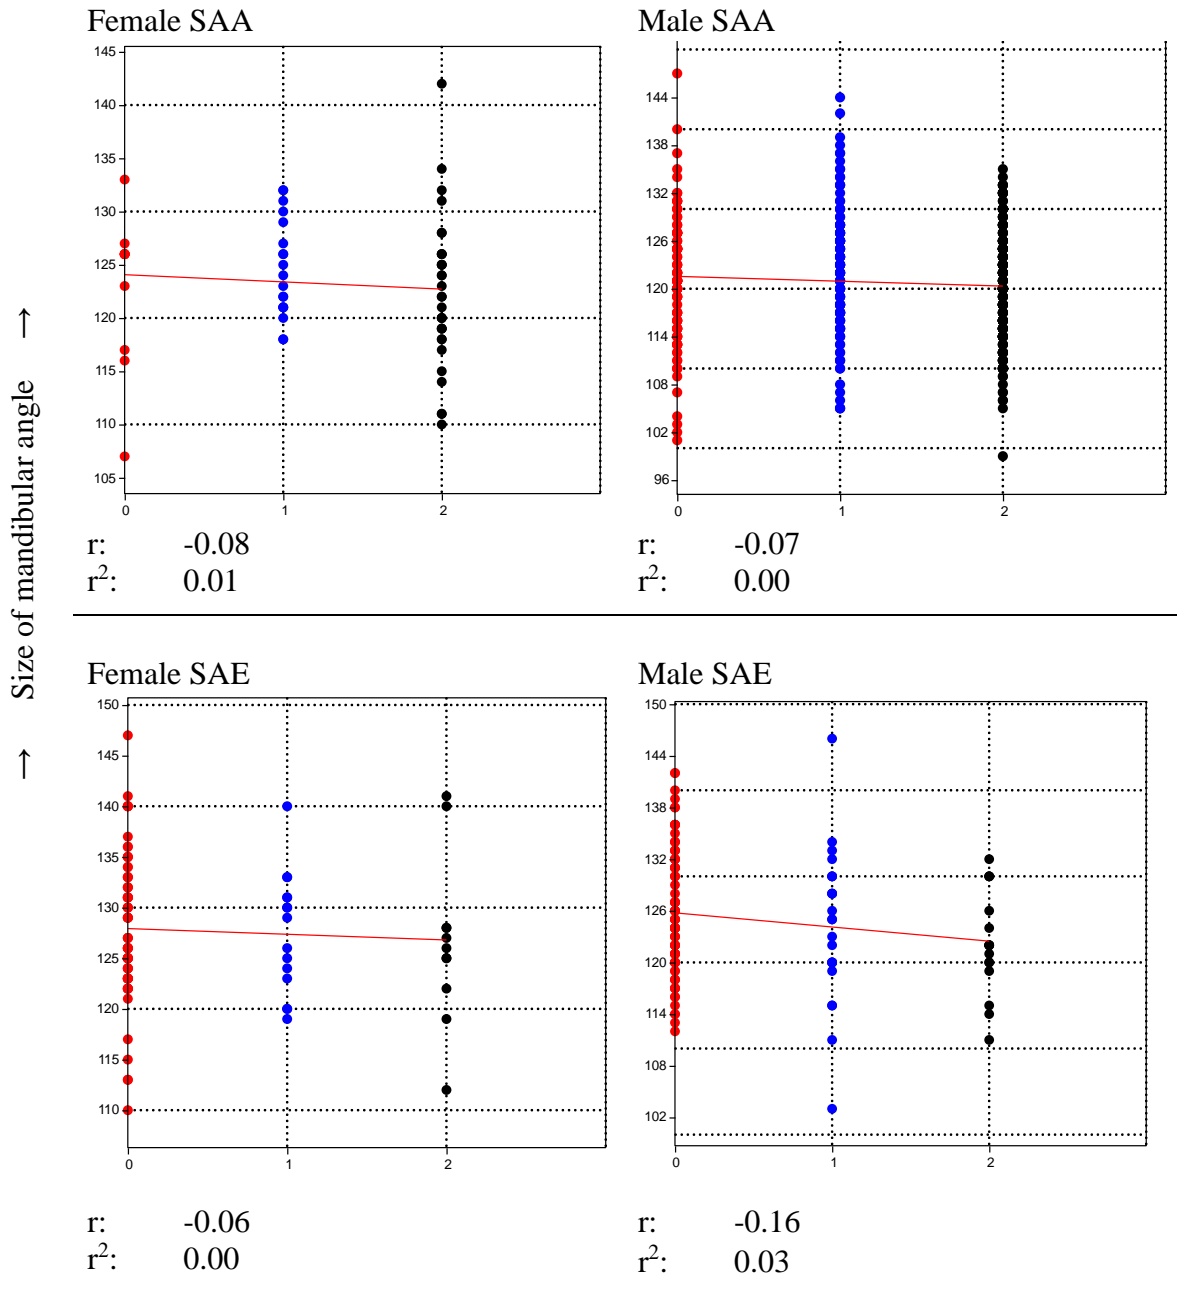 Female SAA
145
140
135
130
125
120
115
110
105
0 1 2
r: -0.08
r²: 0.01
Male SAA
144
138
132
126
120
114
108
102
96
0 1 2
r: -0.07
r²: 0.00
→ Size of mandibular angle →
Female SAE
150
145
140
135
130
125
120
115
110
0 1 2
r: -0.06
r²: 0.00
Male SAE
150
144
138
132
126
120
114
108
102
0 1 2
r: -0.16
r²: 0.03